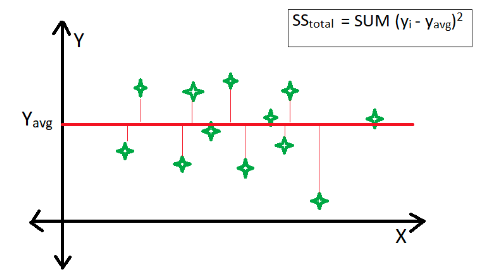 SStotal = SUM (yi - yavg)2
Y
Yavg
X